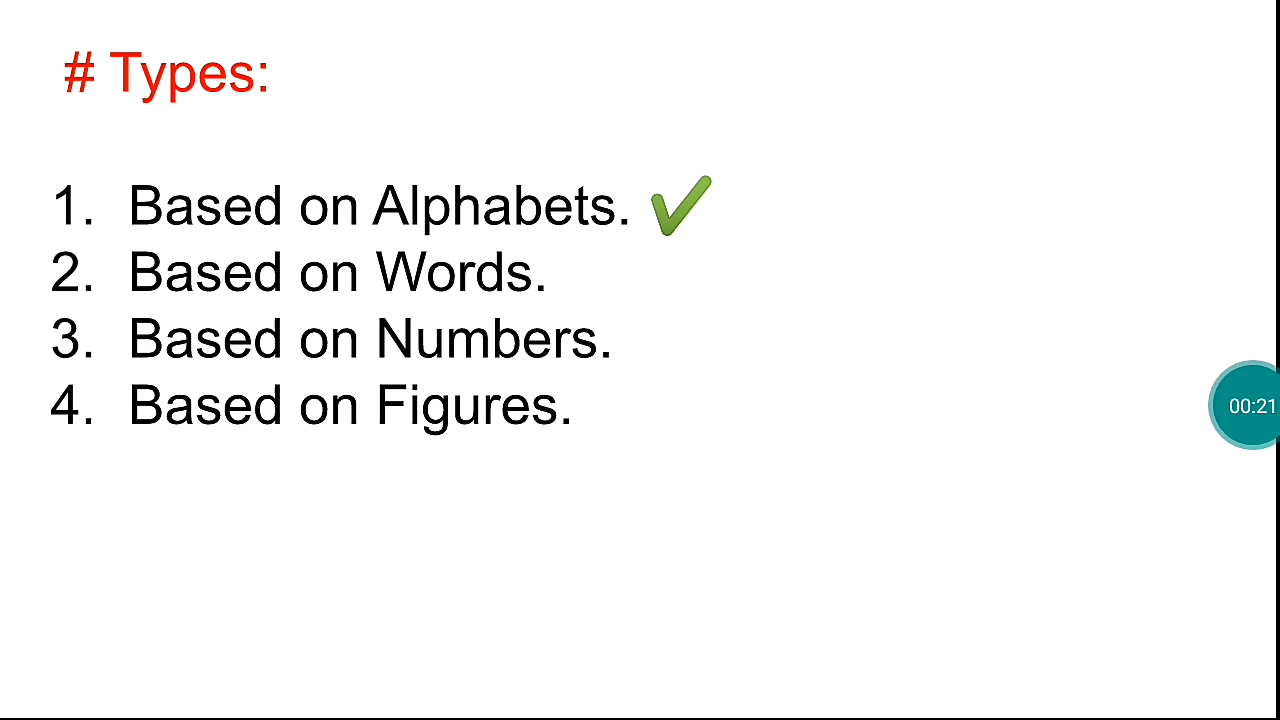 # Types:
1. Based on Alphabets. ✔
2. Based on Words.
3. Based on Numbers.
4. Based on Figures.
00:21